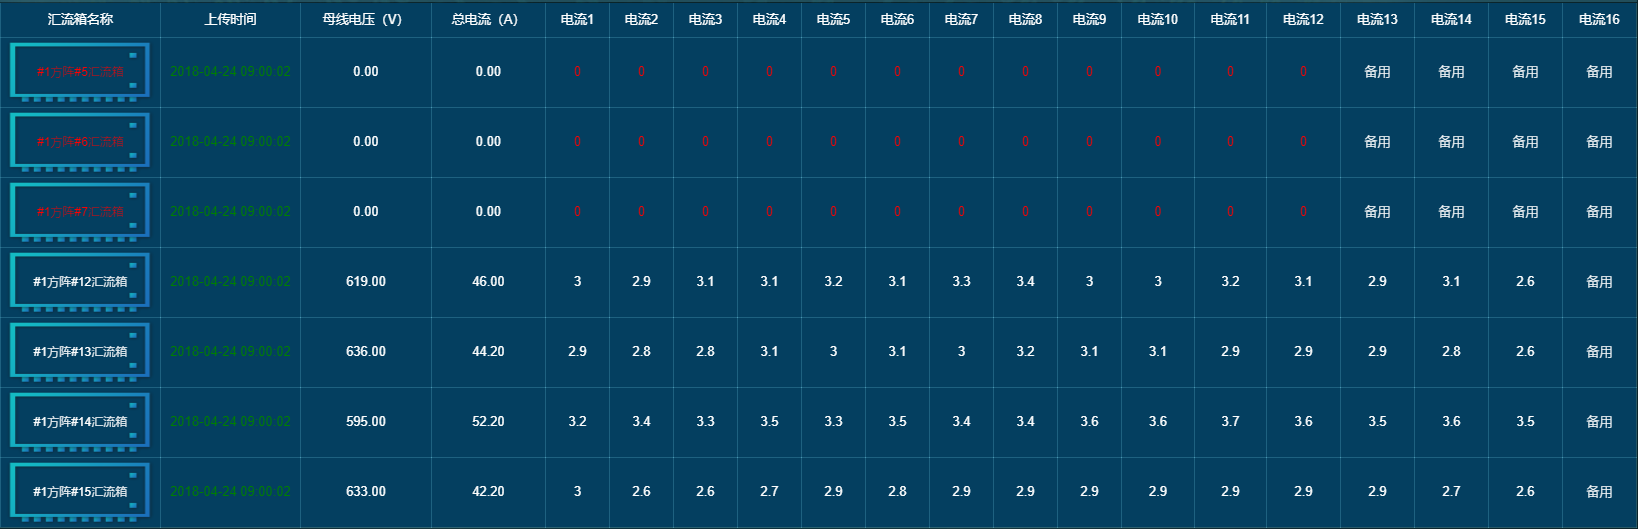 汇流箱名称 上传时间 母线电压（V） 总电流（A） 电流1 电流2 电流3 电流4 电流5 电流6 电流7 电流8 电流9 电流10 电流11 电流12 电流13 电流14 电流15 电流16
#1方阵#5汇流箱 2018-04-24 09:00:02 0.00 0.00 0 0 0 0 0 0 0 0 0 0 0 0 备用 备用 备用 备用
#1方阵#6汇流箱 2018-04-24 09:00:02 0.00 0.00 0 0 0 0 0 0 0 0 0 0 0 0 备用 备用 备用 备用
#1方阵#7汇流箱 2018-04-24 09:00:02 0.00 0.00 0 0 0 0 0 0 0 0 0 0 0 0 备用 备用 备用 备用
#1方阵#12汇流箱 2018-04-24 09:00:02 619.00 46.00 3 2.9 3.1 3.1 3.2 3.1 3.3 3.4 3 3 3.2 3.1 2.9 3.1 2.6 备用
#1方阵#13汇流箱 2018-04-24 09:00:02 636.00 44.20 2.9 2.8 2.8 3.1 3 3.1 3 3.2 3.1 3.1 2.9 2.9 2.9 2.8 2.6 备用
#1方阵#14汇流箱 2018-04-24 09:00:02 595.00 52.20 3.2 3.4 3.3 3.5 3.3 3.5 3.4 3.4 3.6 3.6 3.7 3.6 3.5 3.6 3.5 备用
#1方阵#15汇流箱 2018-04-24 09:00:02 633.00 42.20 3 2.6 2.6 2.7 2.9 2.8 2.9 2.9 2.9 2.9 2.9 2.9 2.9 2.7 2.6 备用